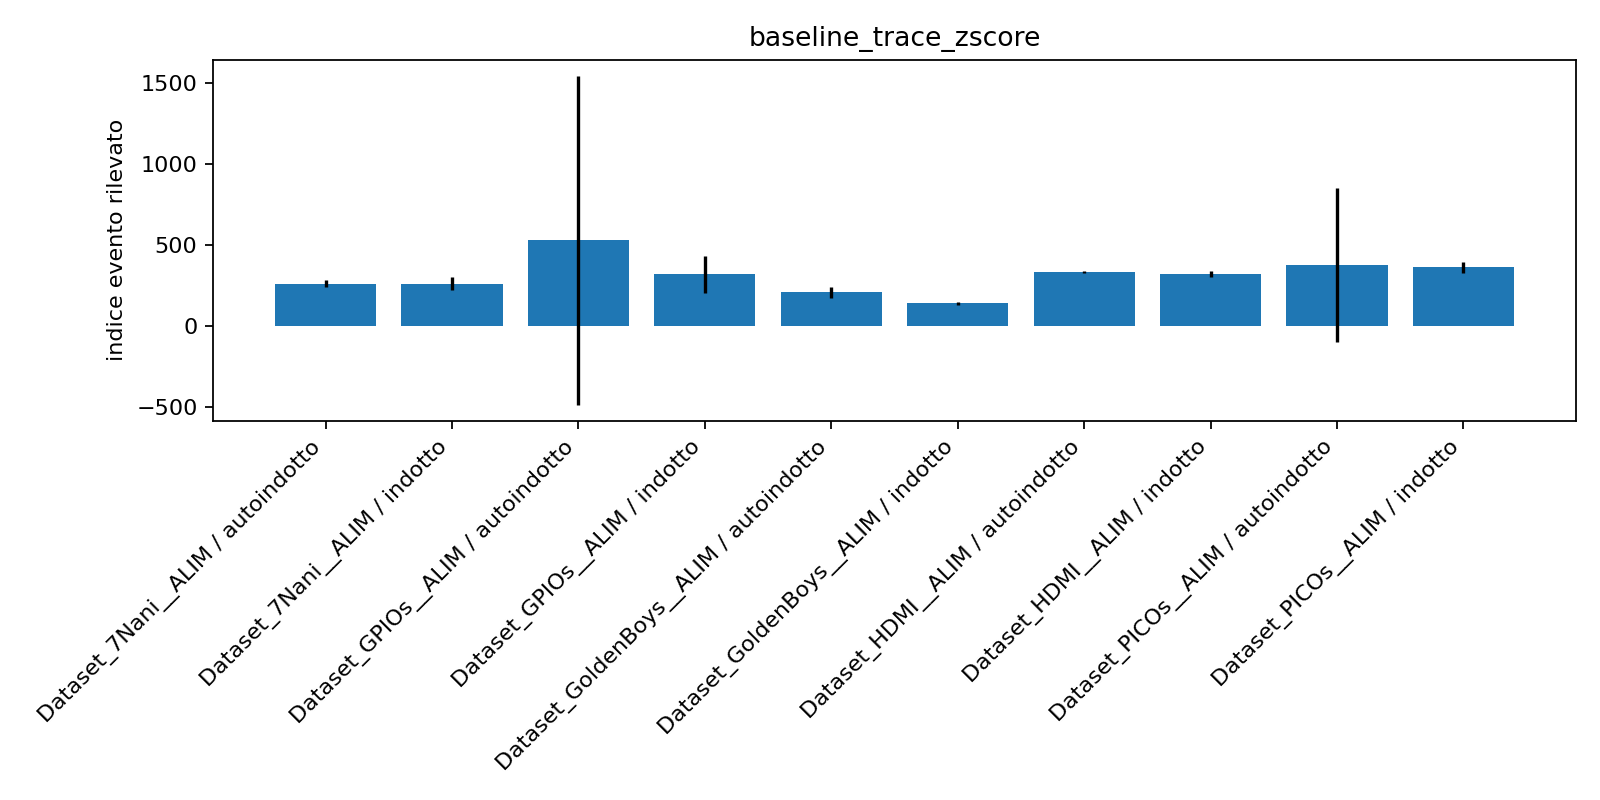 baseline_trace_zscore
indice evento rilevato
1500
1000
500
0
−500
Dataset_7Nani__ALIM / autoindotto
Dataset_7Nani__ALIM / indotto
Dataset_GPIOs__ALIM / autoindotto
Dataset_GPIOs__ALIM / indotto
Dataset_GoldenBoys__ALIM / autoindotto
Dataset_GoldenBoys__ALIM / indotto
Dataset_HDMI__ALIM / autoindotto
Dataset_HDMI__ALIM / indotto
Dataset_PICOs__ALIM / autoindotto
Dataset_PICOs__ALIM / indotto